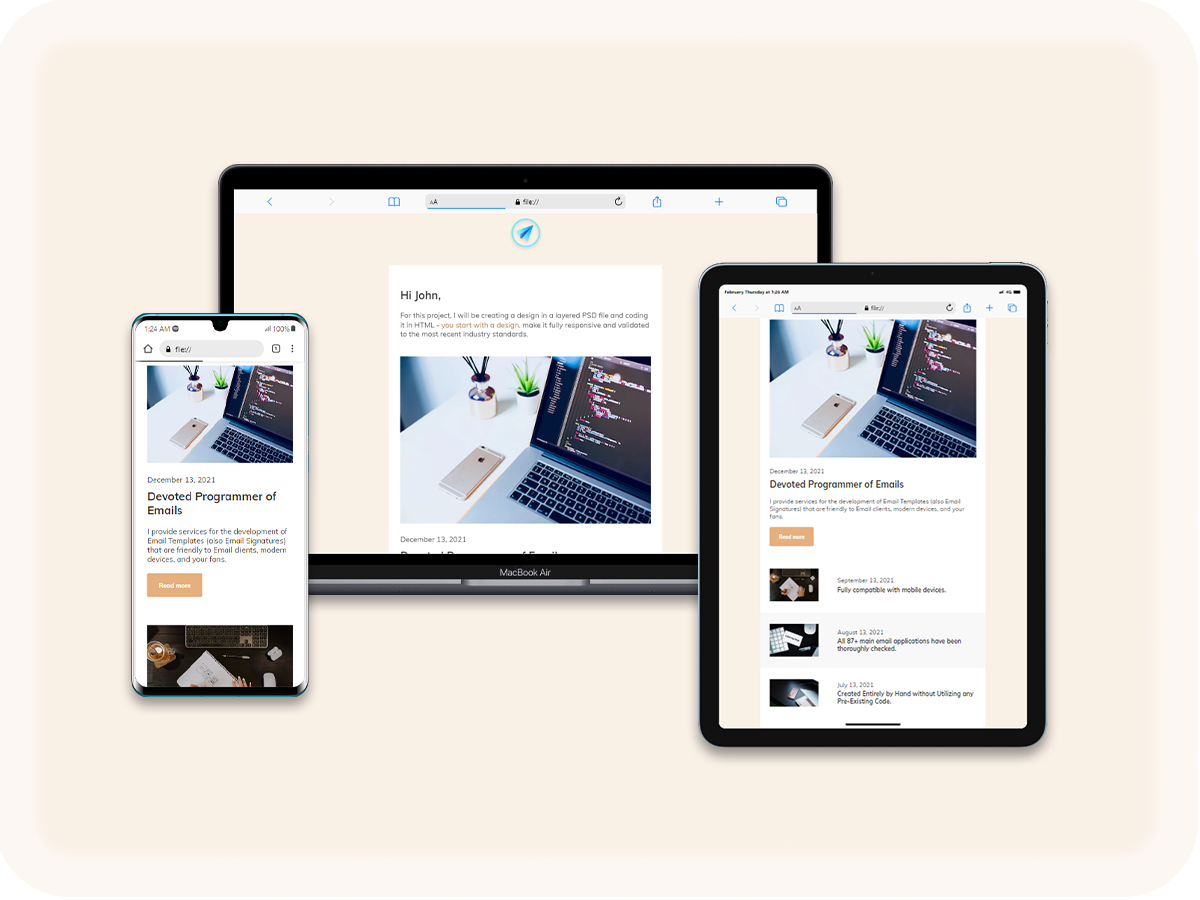 AA
file://
Hi John,
For this project, I will be creating a design in a layered PSD file and coding
it in HTML - you start with a design, make it fully responsive and validated
to the most recent industry standards.
December 13, 2021
Devoted Programmer of Emails
MacBook Air
1:24 AM
100%
file://
December 13, 2021
Devoted Programmer of
Emails
I provide services for the development of
Email Templates (also Email Signatures)
that are friendly to Email clients, modern
devices, and your fans.
Read more
February Thursday at 1:26 AM
4G
AA
file://
December 13, 2021
Devoted Programmer of Emails
I provide services for the development of Email Templates (also Email
Signatures) that are friendly to Email clients, modern devices, and your
fans.
Read more
September 13, 2021
Fully compatible with mobile devices.
August 13, 2021
All 87+ main email applications have been
thoroughly checked.
July 13, 2021
Created Entirely by Hand without Utilizing any
Pre-Existing Code.